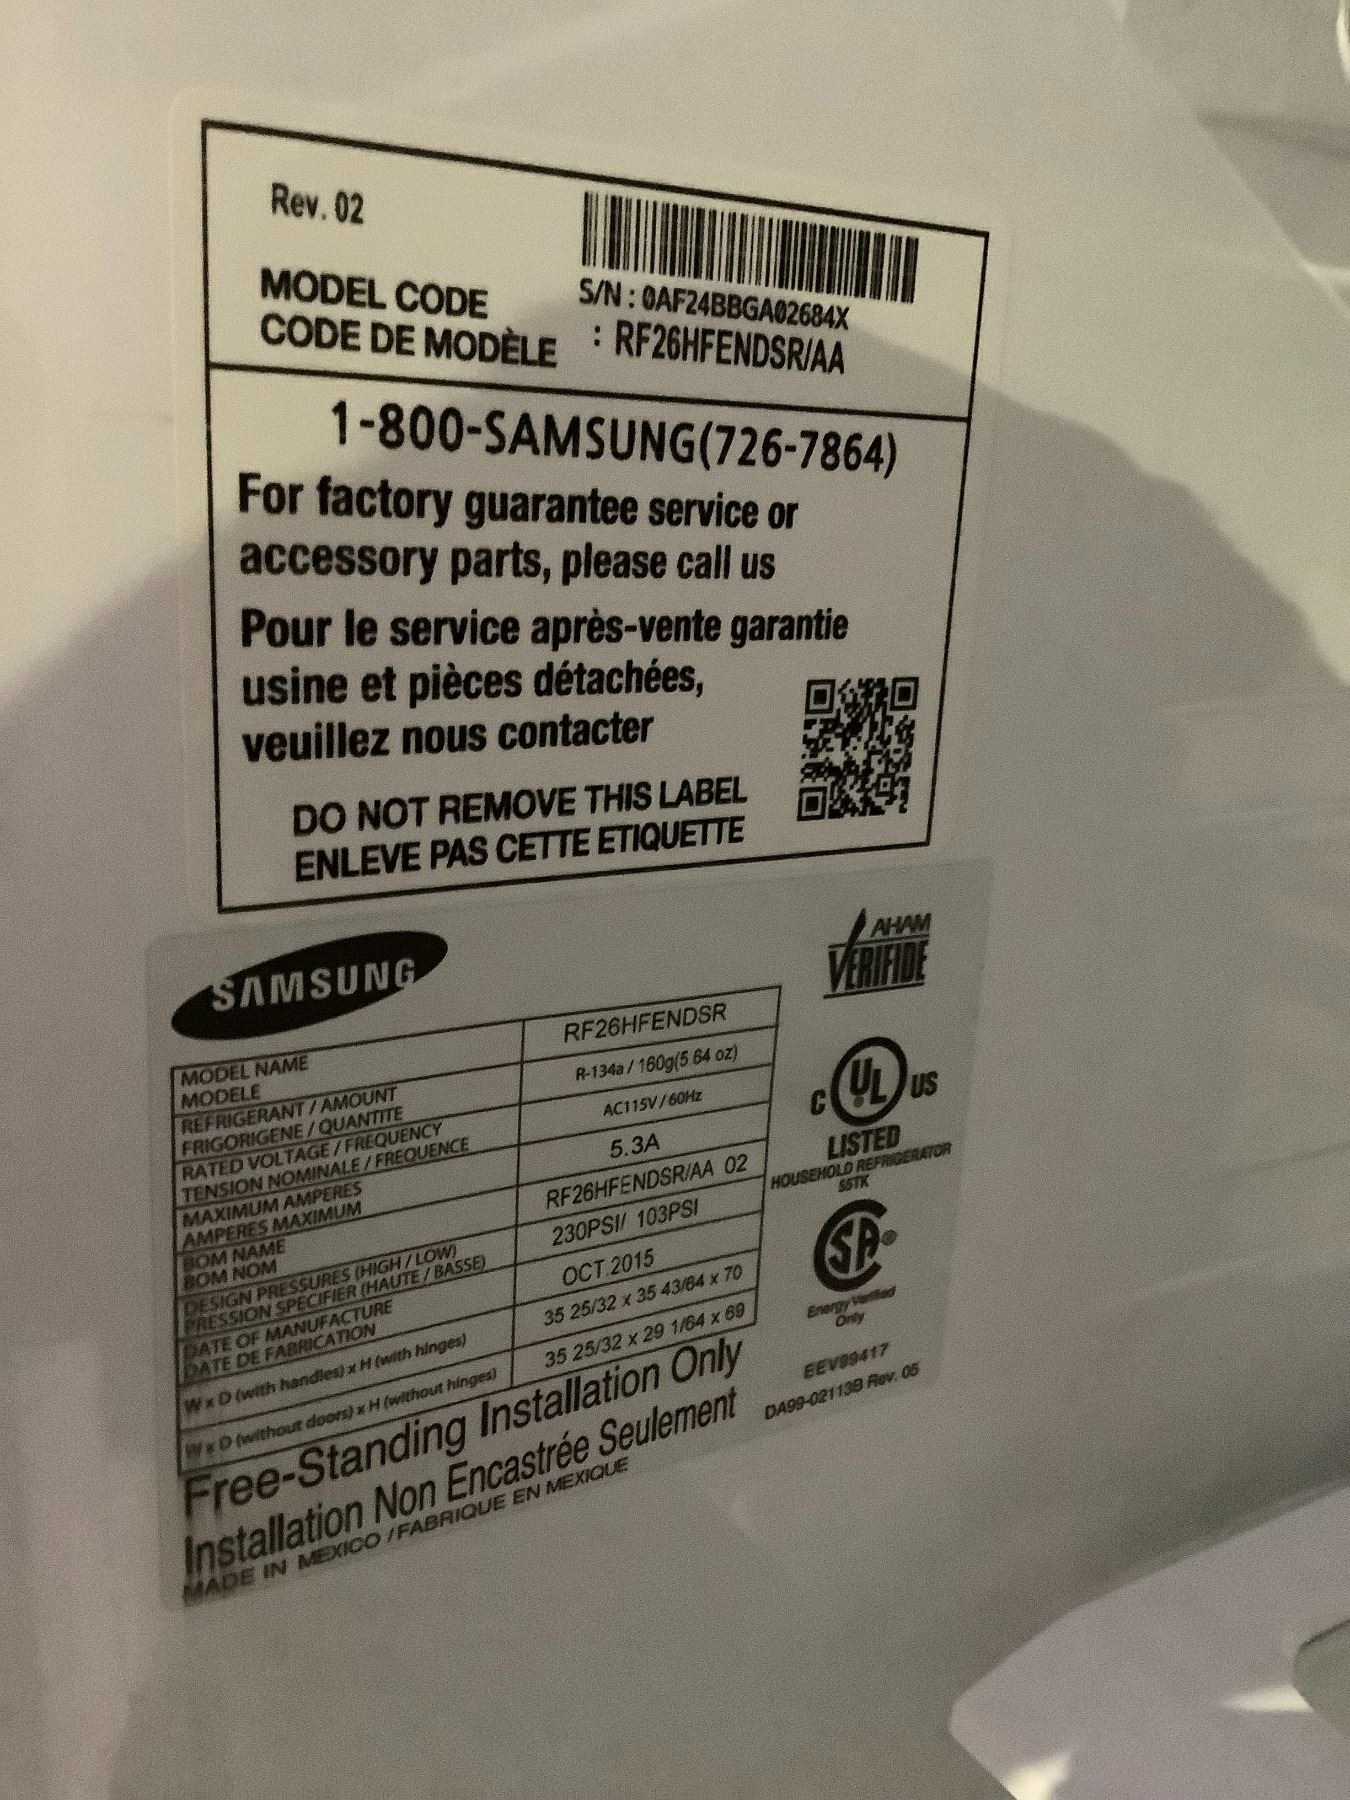 Rev. 02
S/N : 0AF24BBGA02684X
MODEL CODE
CODE DE MODÈLE : RF26HFENDSR/AA
1-800-SAMSUNG(726-7864)
For factory guarantee service or
accessory parts, please call us
Pour le service après-vente garantie
usine et pièces détachées,
veuillez nous contacter
DO NOT REMOVE THIS LABEL
ENLEVE PAS CETTE ETIQUETTE
SAMSUNG
AHAM
VERIFIDE
MODEL NAME
MODELE
RF26HFENDSR
REFRIGERANT / AMOUNT
FRIGORIGENE / QUANTITE
R-134a / 160g(5 64 oz)
RATED VOLTAGE / FREQUENCY
TENSION NOMINALE / FREQUENCE
AC115V / 60Hz
MAXIMUM AMPERES
AMPERES MAXIMUM
5.3A
BOM NAME
BOM NOM
RF26HFENDSR/AA 02
DESIGN PRESSURES (HIGH / LOW)
PRESSION SPECIFIER (HAUTE / BASSE)
230PSI/ 103PSI
DATE OF MANUFACTURE
DATE DE FABRICATION
OCT.2015
W x D (with handles) x H (with hinges)
35 25/32 x 35 43/64 x 70
W x D (without doors) x H (without hinges)
35 25/32 x 29 1/64 x 69
C UL US
LISTED
HOUSEHOLD REFRIGERATOR
55TK
SA ®
Energy Verified
Only
EEV99417
DA99-02113B Rev. 05
Free-Standing Installation Only
Installation Non Encastrée Seulement
MADE IN MEXICO / FABRIQUE EN MEXIQUE